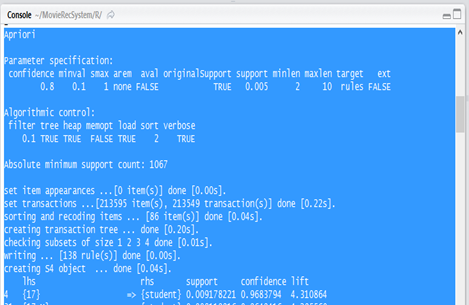 Console ~/MovieRecSystem/R/
Apriori
Parameter specification:
confidence minval smax arem aval originalSupport support minlen maxlen target ext
0.8 0.1 1 none FALSE TRUE 0.005 2 10 rules FALSE
Algorithmic control:
filter tree heap memopt load sort verbose
0.1 TRUE TRUE FALSE TRUE 2 TRUE
Absolute minimum support count: 1067
set item appearances ...[0 item(s)] done [0.00s].
set transactions ...[213595 item(s), 213549 transaction(s)] done [0.22s].
sorting and recoding items ... [86 item(s)] done [0.04s].
creating transaction tree ... done [0.20s].
checking subsets of size 1 2 3 4 done [0.01s].
writing ... [138 rule(s)] done [0.00s].
creating S4 object ... done [0.04s].
lhs rhs support confidence lift
4 {17} => {student} 0.009178221 0.9683794 4.310864